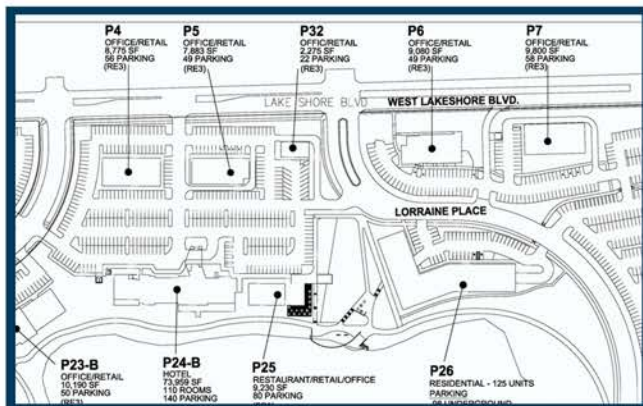 P4
OFFICE/RETAIL
8,775 SF
56 PARKING
(RE3)
P5
OFFICE/RETAIL
7,883 SF
49 PARKING
(RE3)
P32
OFFICE/RETAIL
2,275 SF
22 PARKING
(RE3)
P6
OFFICE/RETAIL
9,080 SF
49 PARKING
(RE3)
P7
OFFICE/RETAIL
9,800 SF
58 PARKING
(RE3)
LAKE SHORE BLVD
WEST LAKESHORE BLVD.
LORRAINE PLACE
P23-B
OFFICE/RETAIL
10,190 SF
50 PARKING
(RE3)
P24-B
HOTEL
73,959 SF
110 ROOMS
140 PARKING
P25
RESTAURANT/RETAIL/OFFICE
9,230 SF
80 PARKING
P26
RESIDENTIAL - 125 UNITS
PARKING
UNDERGROUND